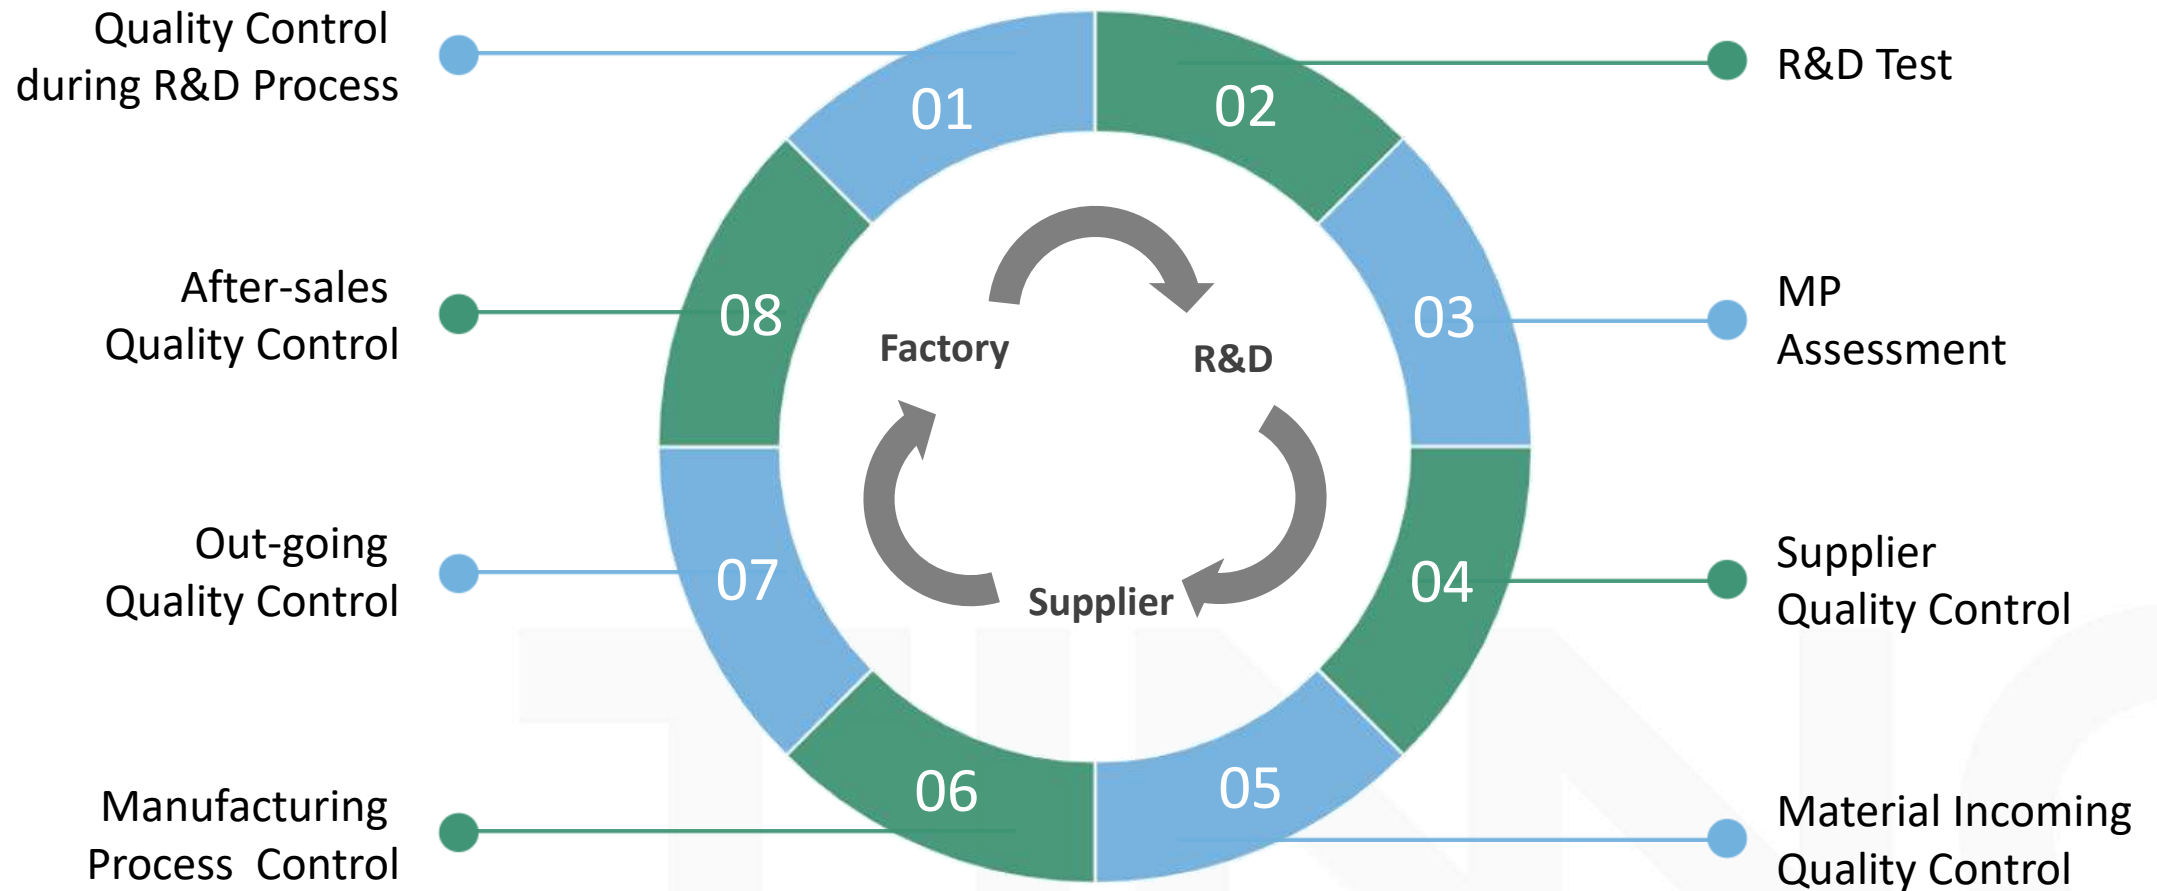 Quality Control
during R&D Process
01
02
R&D Test
After-sales
Quality Control
08
03
MP
Assessment
Factory
R&D
Supplier
Out-going
Quality Control
07
04
Supplier
Quality Control
Manufacturing
Process  Control
06
05
Material Incoming
Quality Control